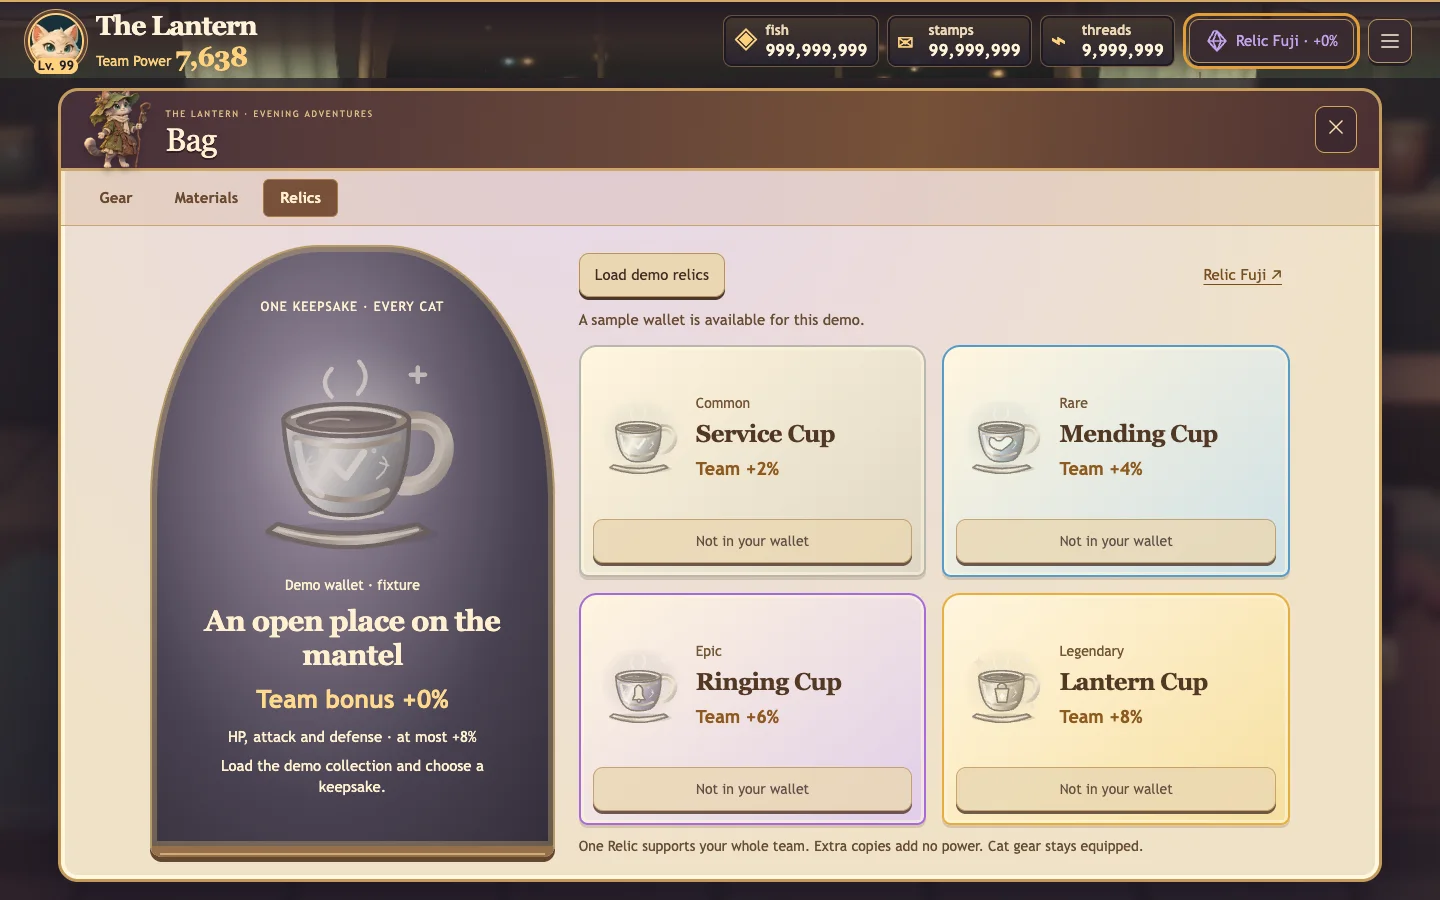 The Lantern
Team Power 7,638
Lv. 99
fish
999,999,999
stamps
99,999,999
threads
9,999,999
Relic Fuji · +0%
THE LANTERN · EVENING ADVENTURES
Bag
Gear
Materials
Relics
ONE KEEPSAKE · EVERY CAT
Demo wallet · fixture
An open place on the
mantel
Team bonus +0%
HP, attack and defense · at most +8%
Load the demo collection and choose a
keepsake.
Load demo relics
Relic Fuji ↗
A sample wallet is available for this demo.
Common
Service Cup
Team +2%
Not in your wallet
Rare
Mending Cup
Team +4%
Not in your wallet
Epic
Ringing Cup
Team +6%
Not in your wallet
Legendary
Lantern Cup
Team +8%
Not in your wallet
One Relic supports your whole team. Extra copies add no power. Cat gear stays equipped.